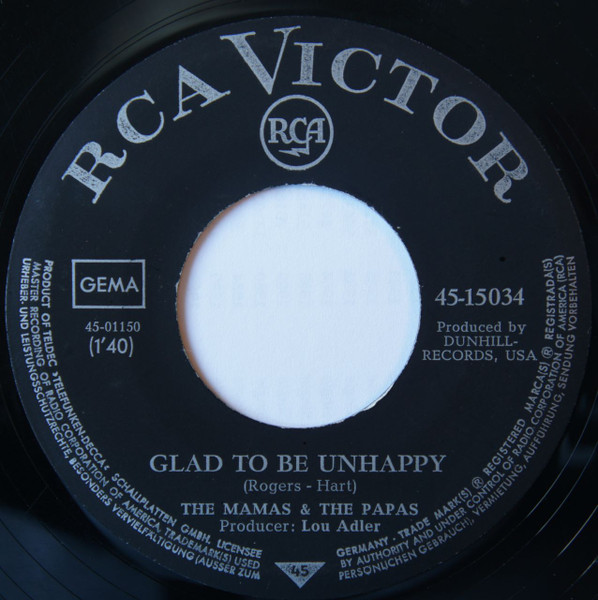 RCA VICTOR
RCA
GEMA
45-01150
(1'40)
45-15034
Produced by
DUNHILL-
RECORDS, USA
GLAD TO BE UNHAPPY
(Rogers - Hart)
THE MAMAS & THE PAPAS
Producer: Lou Adler
45
PRODUCT OF TELDEC »TELEFUNKEN-DECCA« SCHALLPLATTEN GMBH. LICENSEE
MASTER RECORDING OF RADIO CORPORATION OF AMERICA, TRADEMARK(S) USED
URHEBER- UND LEISTUNGSSCHUTZRECHTE, BESONDERS VERVIELFÄLTIGUNG (AUSSER ZUM
GERMANY · TRADE MARK(S) ® REGISTERED MARCA(S) ® REGISTRADA(S)
BY AUTHORITY AND UNDER CONTROL OF RADIO CORPORATION OF AMERICA (RCA)
PERSÖNLICHEN GEBRAUCH), VERMIETUNG, AUFFÜHRUNG, SENDUNG VORBEHALTEN